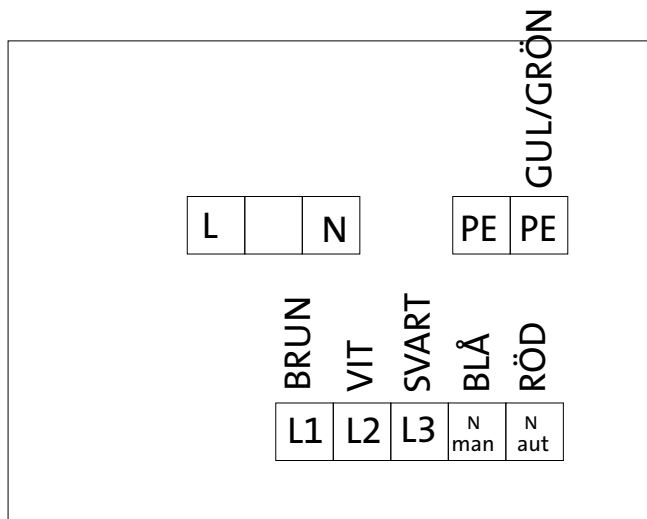 GUL/GRÖN
L N PE PE
BRUN VIT SVART BLÅ RÖD
L1 L2 L3 N man N aut